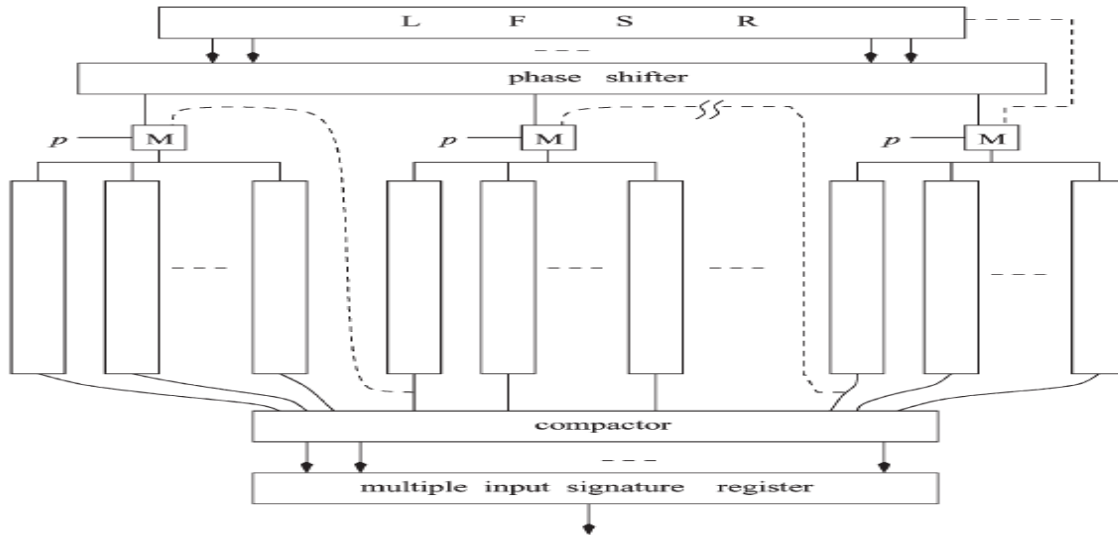 L F S R
phase shifter
p M p M p M
compactor
multiple input signature register